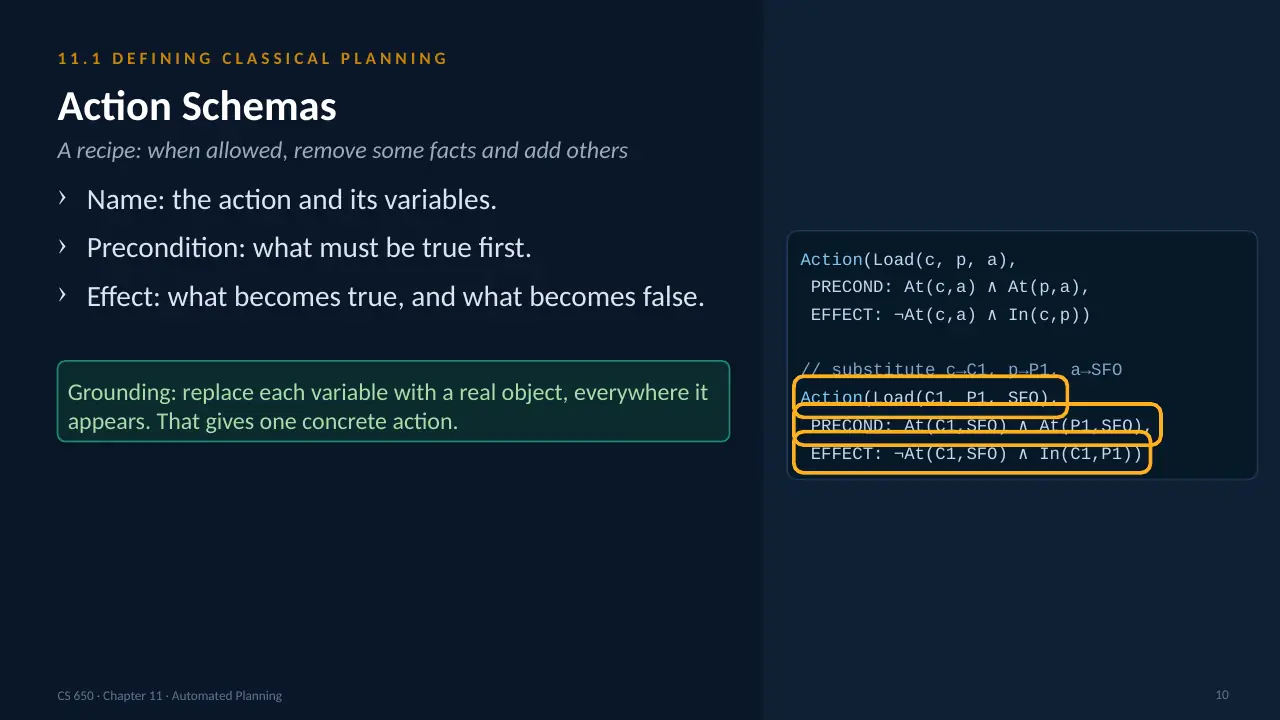 11.1 DEFINING CLASSICAL PLANNING
Action Schemas
A recipe: when allowed, remove some facts and add others
› Name: the action and its variables.
› Precondition: what must be true first.
› Effect: what becomes true, and what becomes false.
Grounding: replace each variable with a real object, everywhere it
appears. That gives one concrete action.
Action(Load(c, p, a),
PRECOND: At(c,a) ∧ At(p,a),
EFFECT: ¬At(c,a) ∧ In(c,p))
// substitute c→C1, p→P1, a→SFO
Action(Load(C1, P1, SFO),
PRECOND: At(C1,SFO) ∧ At(P1,SFO),
EFFECT: ¬At(C1,SFO) ∧ In(C1,P1))
CS 650 · Chapter 11 · Automated Planning
10